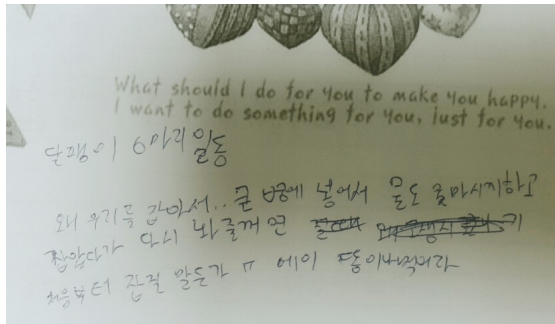 What should I do for you to make you happy.
I want to do something for you, just for you.
달팽이 6마리 일동
왜 우리를 잡아서.. 큰 병에 넣어서 물도 못마시지하고
잡았다가 다시 놔줄꺼면
처음부터 잡질 말든가 ㅠ 에이 똥이나먹어라